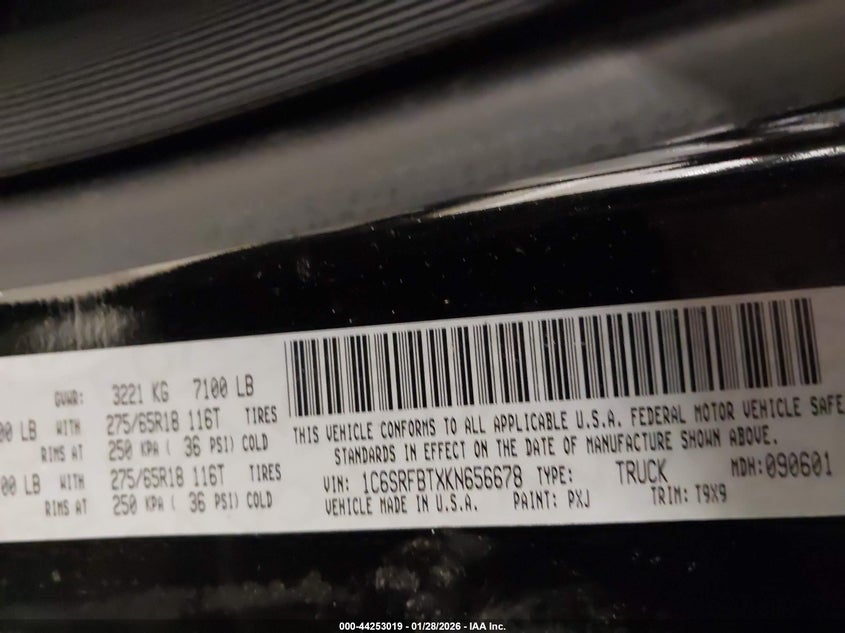 GVWR: 3221 KG 7100 LB
00 LB WITH 275/65R18 116T TIRES
RIMS AT 250 KPA ( 36 PSI) COLD
00 LB WITH 275/65R18 116T TIRES
RIMS AT 250 KPA ( 36 PSI) COLD
THIS VEHICLE CONFORMS TO ALL APPLICABLE U.S.A. FEDERAL MOTOR VEHICLE SAFE
STANDARDS IN EFFECT ON THE DATE OF MANUFACTURE SHOWN ABOVE.
VIN: 1C6SRFBTXKN656678 TYPE: TRUCK MDH:090601
VEHICLE MADE IN U.S.A. PAINT: PXJ TRIM: T9X9
000-44253019 - 01/28/2026 - IAA Inc.